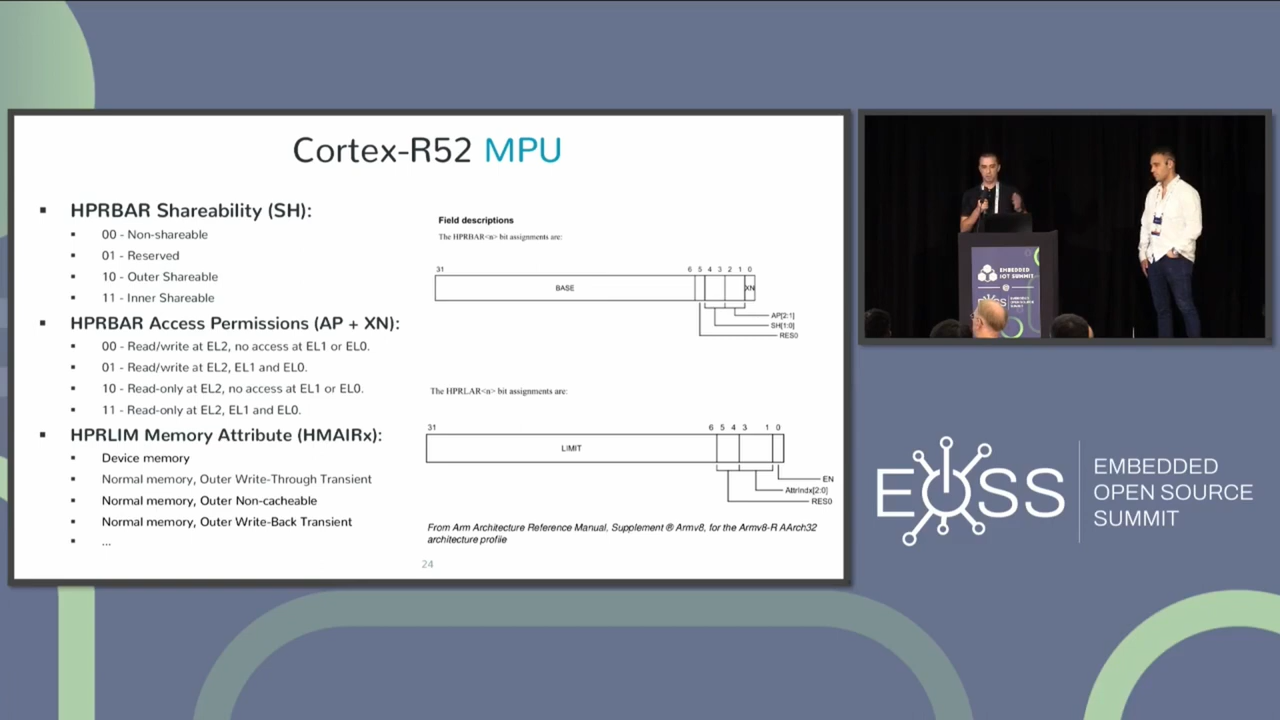 Cortex-R52 MPU
▪ HPRBAR Shareability (SH):
▪ 00 - Non-shareable
▪ 01 - Reserved
▪ 10 - Outer Shareable
▪ 11 - Inner Shareable
▪ HPRBAR Access Permissions (AP + XN):
▪ 00 - Read/write at EL2, no access at EL1 or EL0.
▪ 01 - Read/write at EL2, EL1 and EL0.
▪ 10 - Read-only at EL2, no access at EL1 or EL0.
▪ 11 - Read-only at EL2, EL1 and EL0.
▪ HPRLIM Memory Attribute (HMAIRx):
▪ Device memory
▪ Normal memory, Outer Write-Through Transient
▪ Normal memory, Outer Non-cacheable
▪ Normal memory, Outer Write-Back Transient
▪ ...
Field descriptions
The HPRBAR<n> bit assignments are:
31 6 5 4 3 2 1 0
BASE XN
AP[2:1]
SH[1:0]
RES0
The HPRLAR<n> bit assignments are:
31 6 5 4 3 1 0
LIMIT
EN
AttrIndx[2:0]
RES0
From Arm Architecture Reference Manual, Supplement ® Armv8, for the Armv8-R AArch32
architecture profile
24
EMBEDDED
IOT SUMMIT
@
EOSS
EOSS
EMBEDDED
OPEN SOURCE
SUMMIT